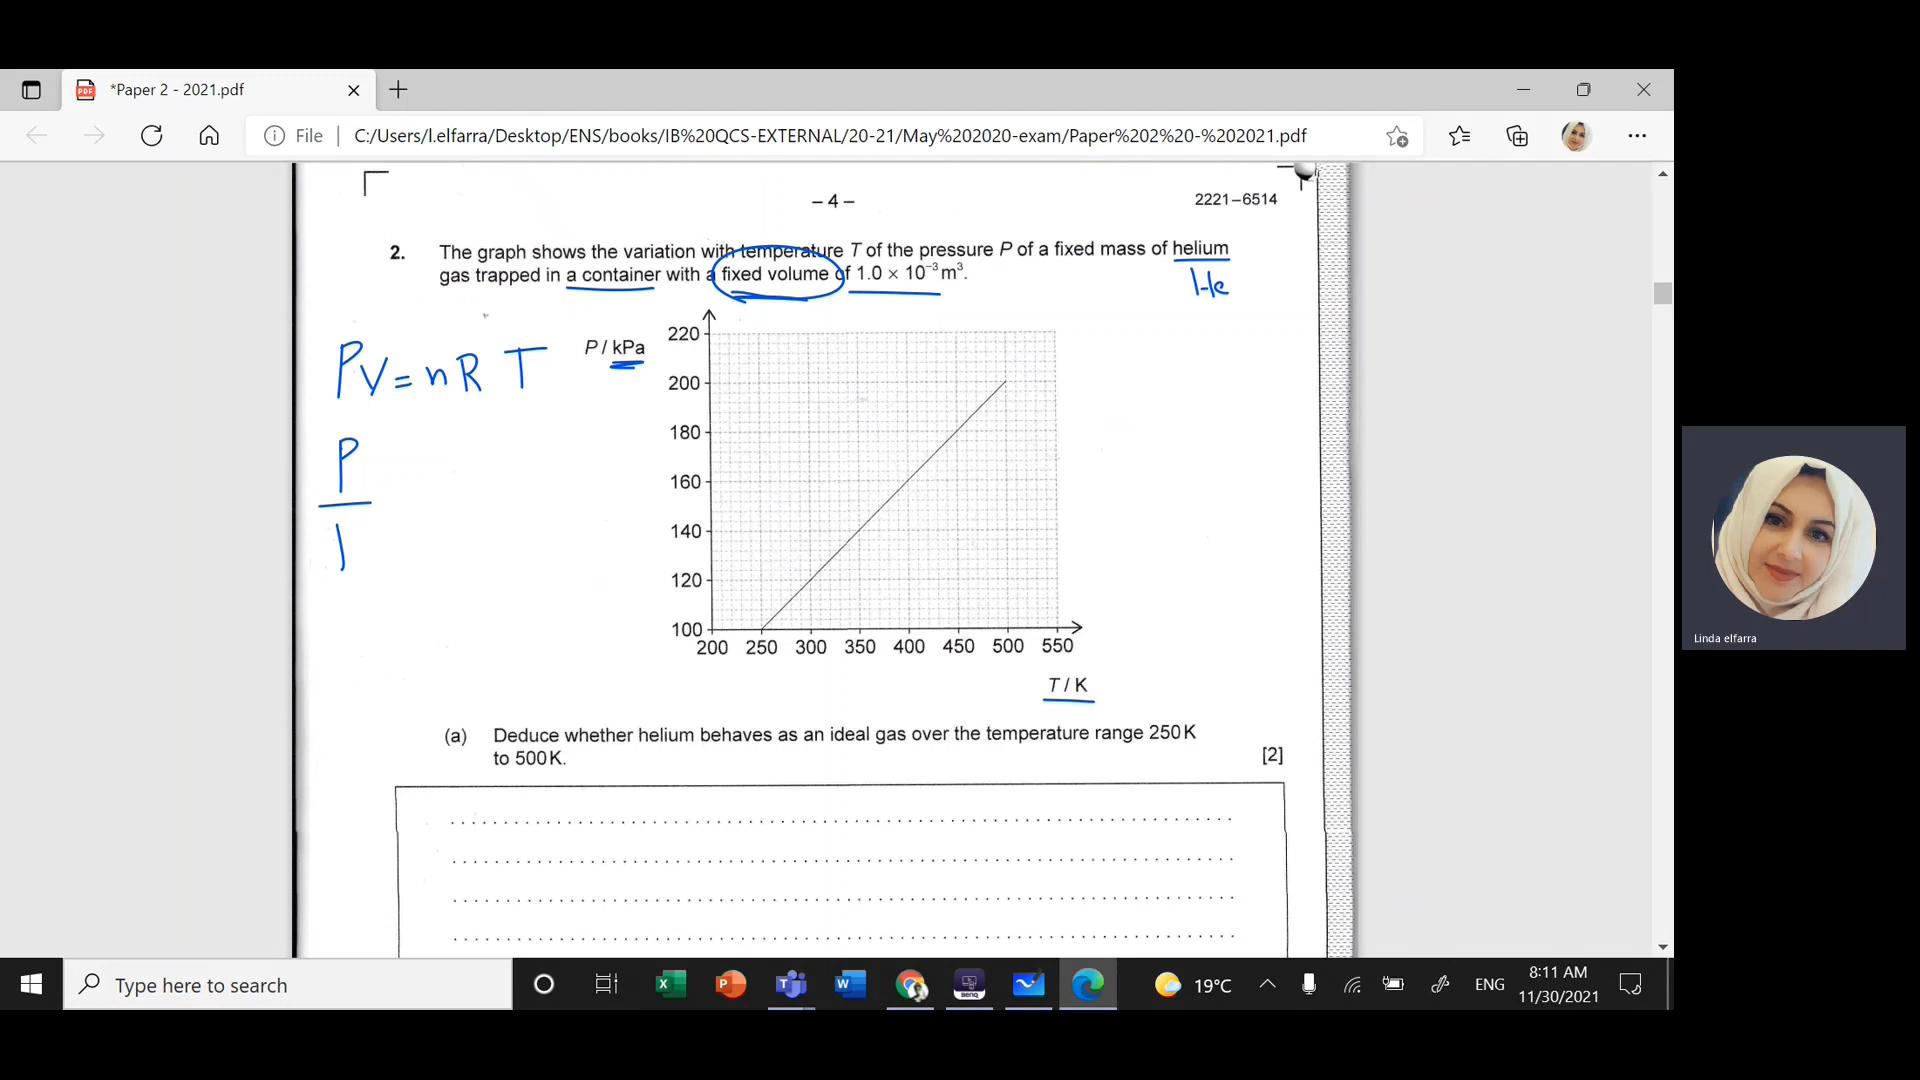 *Paper 2 - 2021.pdf
File | C:/Users/l.elfarra/Desktop/ENS/books/IB%20QCS-EXTERNAL/20-21/May%202020-exam/Paper%202%20-%202021.pdf
– 4 –
2221–6514
2. The graph shows the variation with temperature T of the pressure P of a fixed mass of helium
gas trapped in a container with a fixed volume of 1.0 × 10⁻³ m³.
He
PV = nRT
P
P / kPa
220
200
180
160
140
120
100
200 250 300 350 400 450 500 550
T / K
(a) Deduce whether helium behaves as an ideal gas over the temperature range 250 K
to 500 K. [2]
Linda elfarra
Type here to search
BENQ
19°C
ENG
8:11 AM
11/30/2021